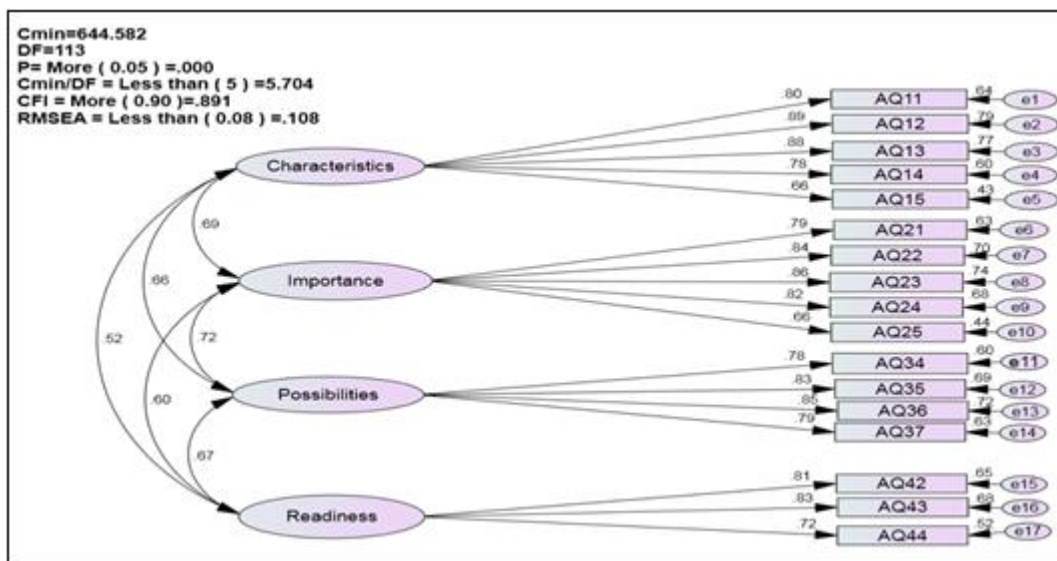 Cmin=644.582
DF=113
P= More ( 0.05 ) =.000
Cmin/DF = Less than ( 5 ) =5.704
CFI = More ( 0.90 )=.891
RMSEA = Less than ( 0.08 ) =.108
.80 AQ11 .64 e1
.89 AQ12 .79 e2
.88 AQ13 .77 e3
Characteristics
.78 AQ14 .60 e4
.66 AQ15 .43 e5
.69
.79 AQ21 .63 e6
.84 AQ22 .70 e7
Importance
.66
.86 AQ23 .74 e8
.82 AQ24 .68 e9
.66 AQ25 .44 e10
.52
.72
.78 AQ34 .60 e11
.83 AQ35 .69 e12
Possibilities
.60
.85 AQ36 .72 e13
.79 AQ37 .63 e14
.67
.81 AQ42 .65 e15
.83 AQ43 .68 e16
Readiness
.72 AQ44 .52 e17